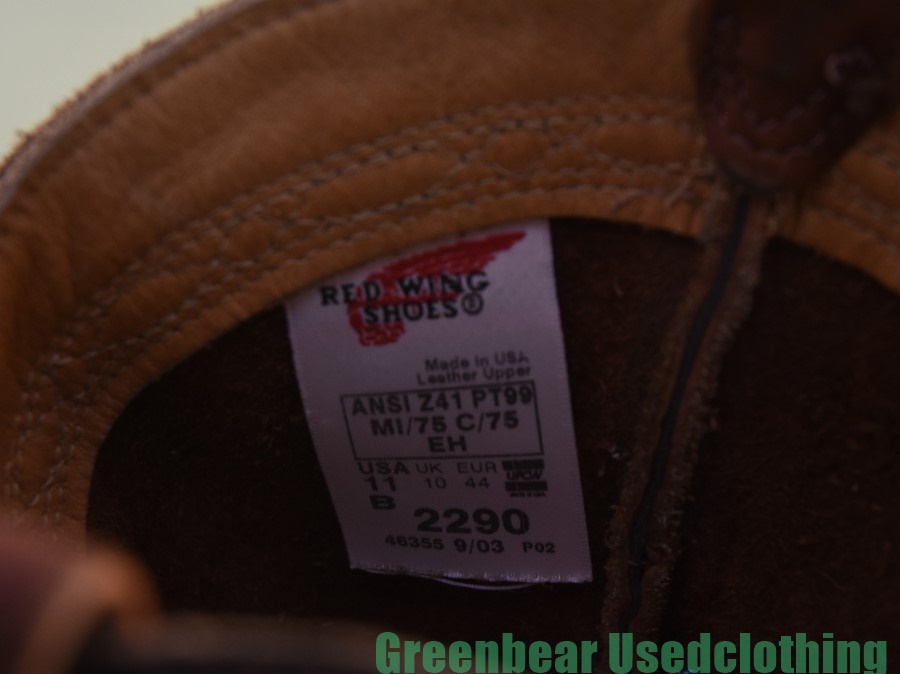 RED WING
SHOES®
Made in USA
Leather Upper
ANSI Z41 PT99
MI/75 C/75
EH
USA UK EUR
11 10 44
B
UFCW
2290
46355 9/03 P02
Greenbear Usedclothing